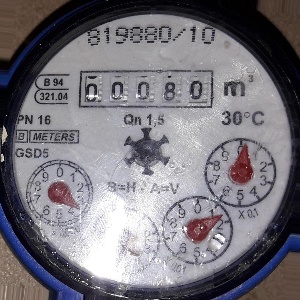 819880/10
B 94
321.04
00080 m³
PN 16
Qn 1,5
30°C
B METERS
GSD5
B=H - A=V
X 0.1